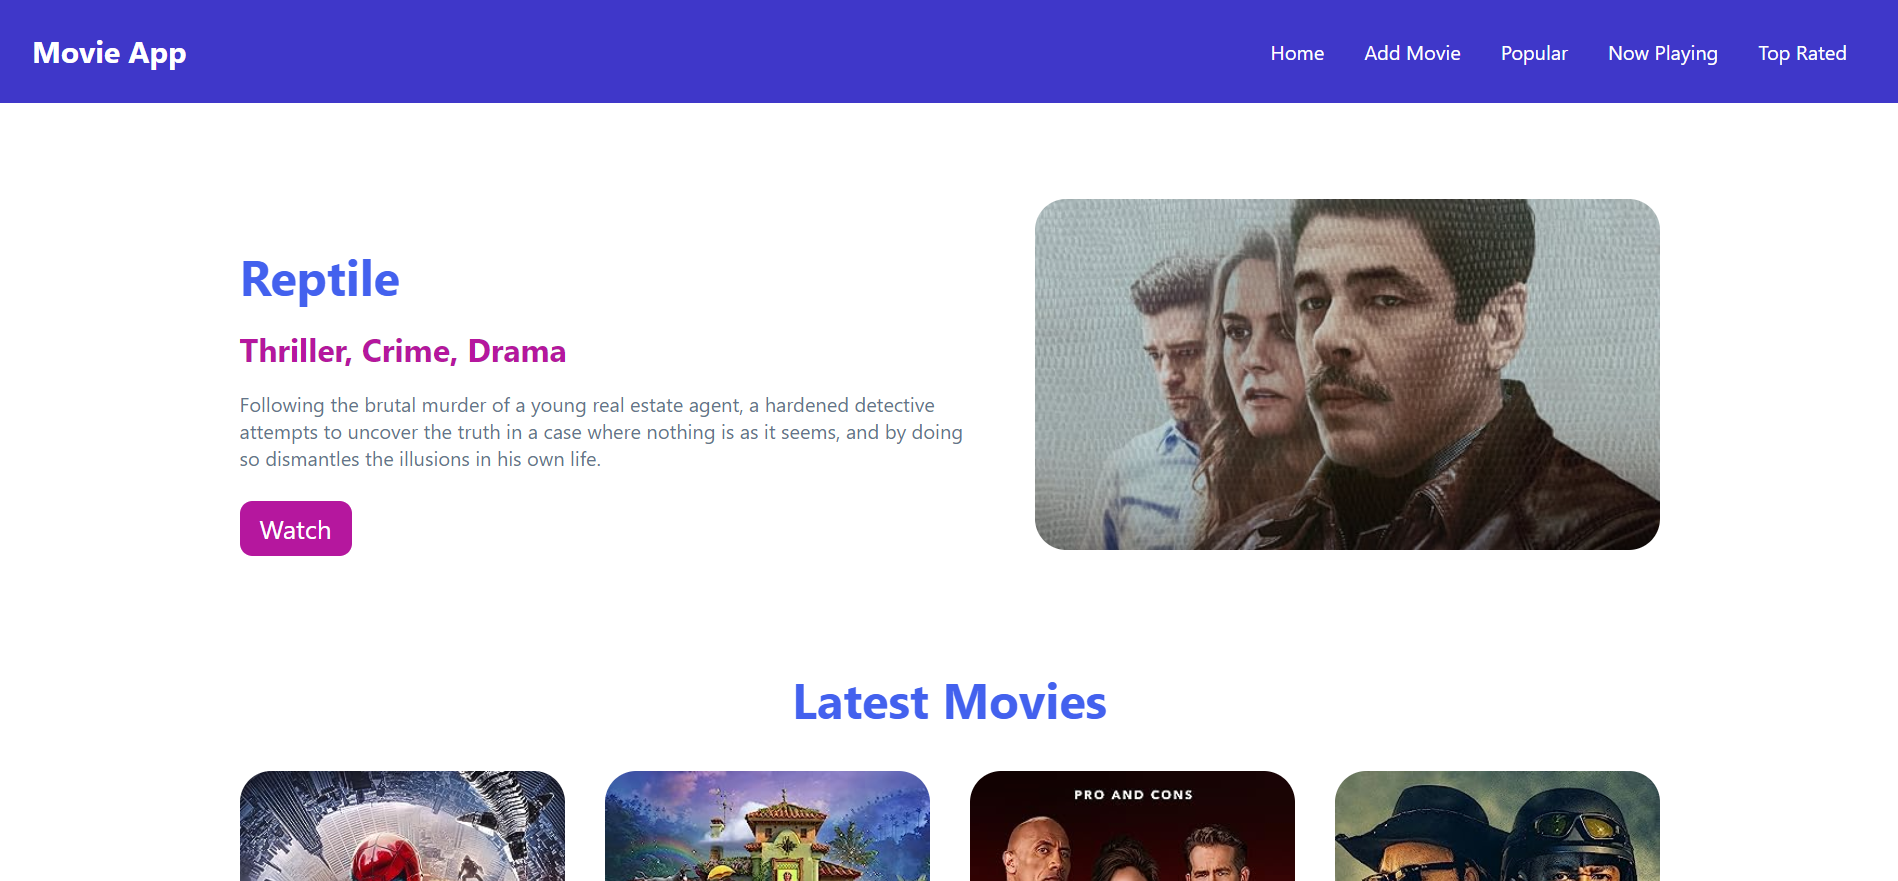 Movie App
Home
Add Movie
Popular
Now Playing
Top Rated
Reptile
Thriller, Crime, Drama
Following the brutal murder of a young real estate agent, a hardened detective
attempts to uncover the truth in a case where nothing is as it seems, and by doing
so dismantles the illusions in his own life.
Watch
Latest Movies
PRO AND CONS